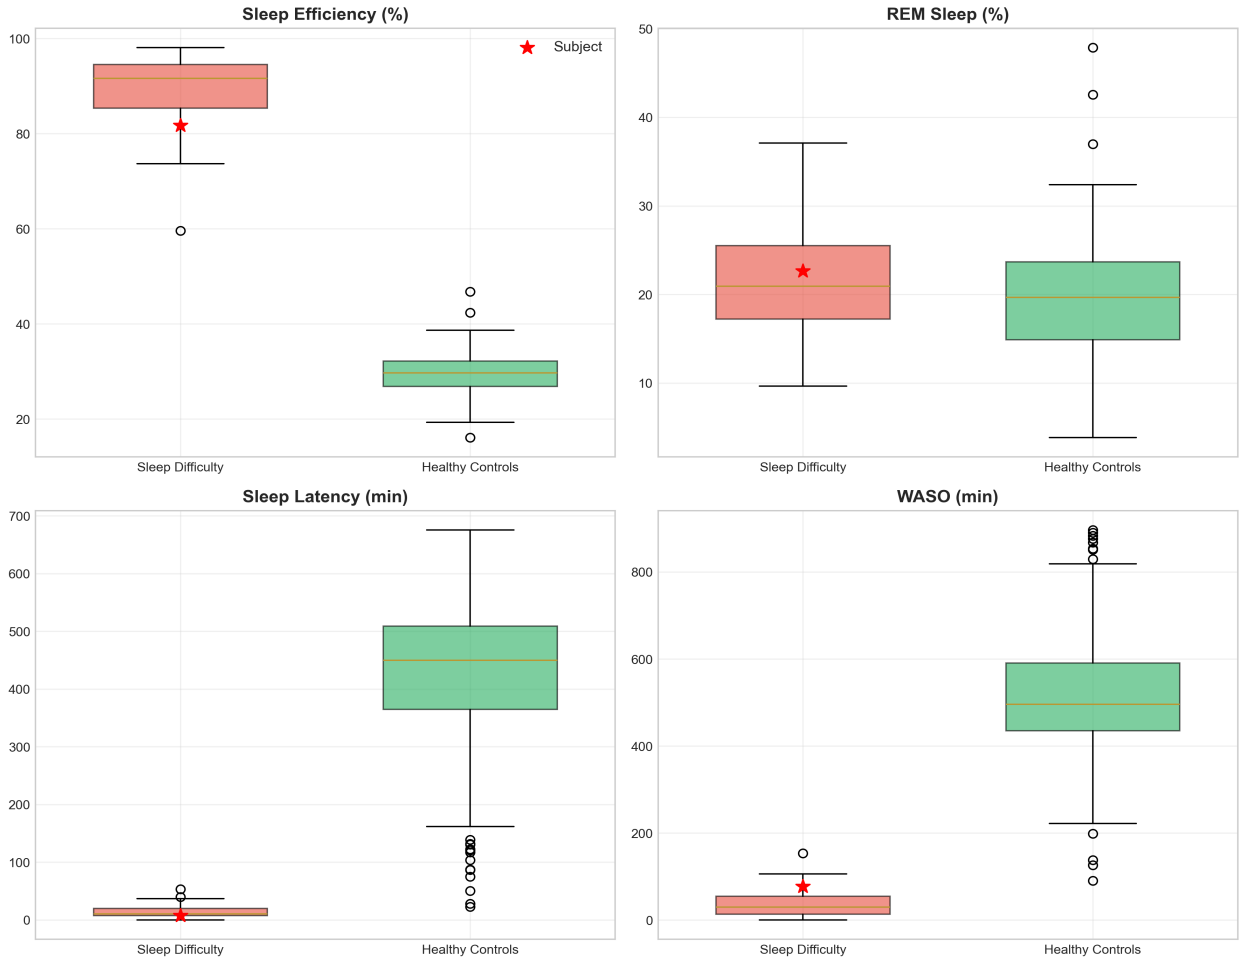 Sleep Efficiency (%)
100
80
60
40
20
Subject
Sleep Difficulty
Healthy Controls
REM Sleep (%)
50
40
30
20
10
Sleep Difficulty
Healthy Controls
Sleep Latency (min)
700
600
500
400
300
200
100
0
Sleep Difficulty
Healthy Controls
WASO (min)
800
600
400
200
0
Sleep Difficulty
Healthy Controls